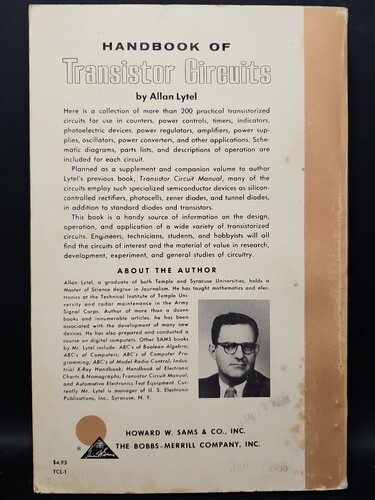 HANDBOOK OF
Transistor Circuits
by Allan Lytel
Here is a collection of more than 200 practical transistorized
circuits for use in counters, power controls, timers, indicators,
photoelectric devices, power regulators, amplifiers, power sup-
plies, oscillators, power converters, and other applications. Sche-
matic diagrams, parts lists, and descriptions of operation are
included for each circuit.
Planned as a supplement and companion volume to author
Lytel's previous book, Transistor Circuit Manual, many of the
circuits employ such specialized semiconductor devices as silicon-
controlled rectifiers, photocells, zener diodes, and tunnel diodes,
in addition to standard diodes and transistors.
This book is a handy source of information on the design,
operation, and application of a wide variety of transistorized
circuits. Engineers, technicians, students, and hobbyists will all
find the circuits of interest and the material of value in research,
development, experiment, and general studies of circuitry.
ABOUT THE AUTHOR
Allan Lytel, a graduate of both Temple and Syracuse Universities, holds a
Master of Science degree in Journalism. He has taught mathematics and elec-
tronics at the Technical Institute of Temple Uni-
versity and radar maintenance in the Army
Signal Corps. Author of more than a dozen
books and innumerable articles, he has been
associated with the development of many new
devices. He has also prepared and conducted a
course on digital computers. Other SAMS books
by Mr. Lytel include: ABC's of Boolean Algebra;
ABC's of Computers; ABC's of Computer Pro-
gramming; ABC's of Model Radio Control; Indus-
trial X-Ray Handbook; Handbook of Electronic
Charts & Nomographs; Transistor Circuit Manual;
and Automotive Electronics Test Equipment. Cur-
rently Mr. Lytel is manager of U. S. Electronic
Publications, Inc., Syracuse, N. Y.
HOWARD W. SAMS & CO., INC.
THE BOBBS-MERRILL COMPANY, INC.
$4.95
TCL-1